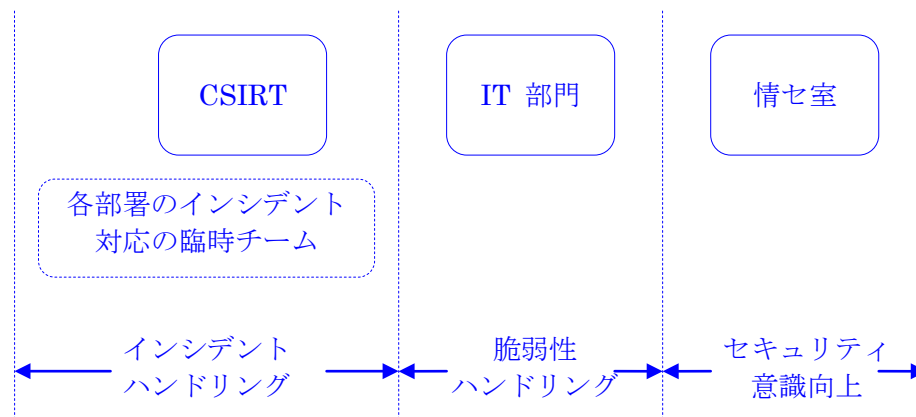 CSIRT
IT 部門
情セ室
各部署のインシデント
対応の臨時チーム
インシデント
ハンドリング
脆弱性
ハンドリング
セキュリティ
意識向上